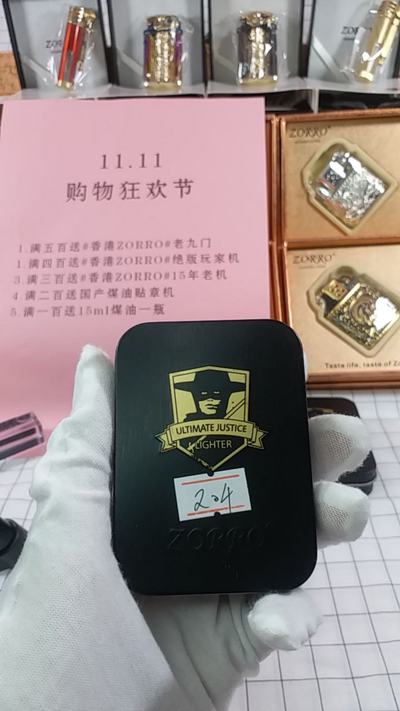 ZORRO
ZORRO
ZORRO
ZORRO
11.11
购物狂欢节
1.满五百送#香港ZORRO#老九门
1.满四百送#香港ZORRO#绝版玩家机
3.满三百送#香港ZORRO#15年老机
4.满二百送国产煤油贴章机
5.满一百送15ml煤油一瓶
ZORRO
ZORRO
Taste life, taste of Zo
ULTIMATE JUSTICE
LIGHTER
204
ZORRO